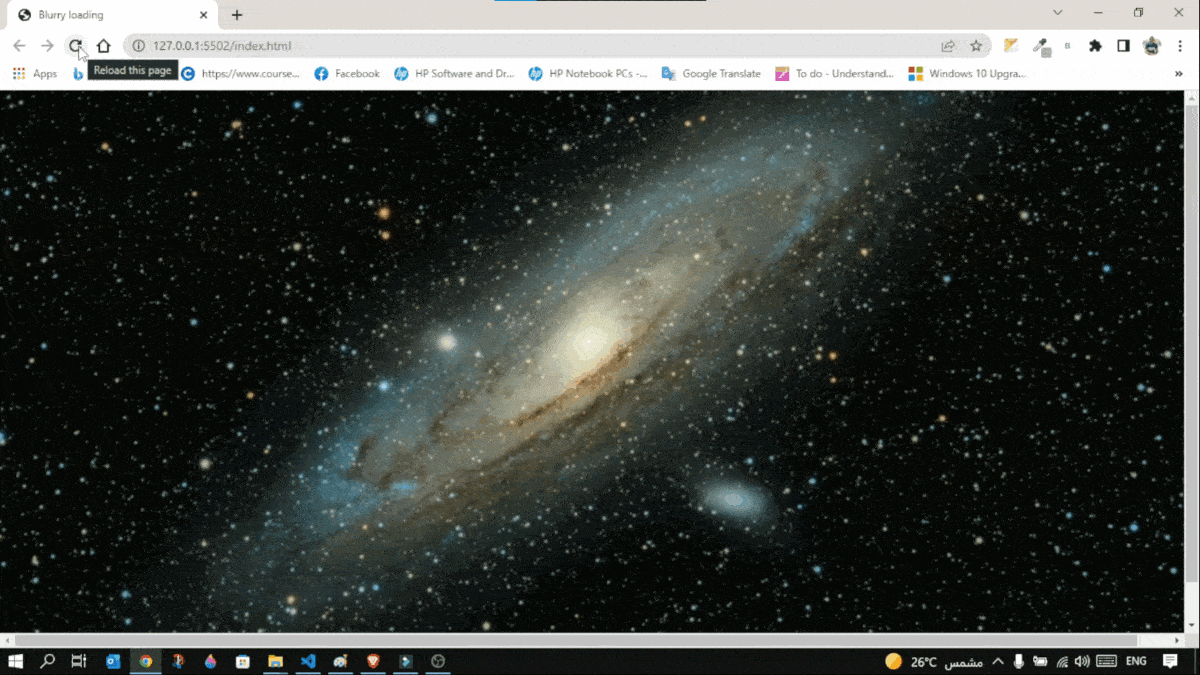 Blurry loading
127.0.0.1:5502/index.html
Apps
Reload this page
https://www.course...
Facebook
HP Software and Dr...
HP Notebook PCs -...
Google Translate
To do - Understand...
Windows 10 Upgra...
26°C مشمس
ENG